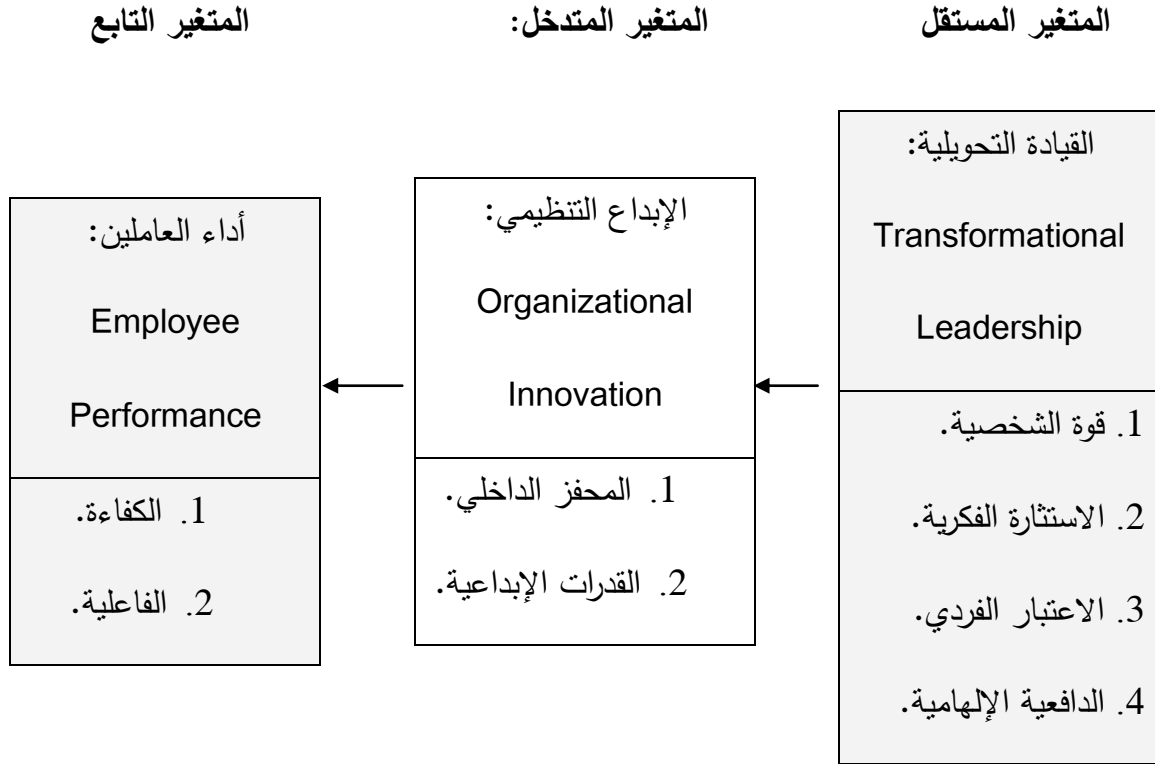 المتغير المستقل
المتغير المتدخل:
المتغير التابع
القيادة التحويلية:
Transformational
Leadership
1. قوة الشخصية.
2. الاستثارة الفكرية.
3. الاعتبار الفردي.
4. الدافعية الإلهامية.
الإبداع التنظيمي:
Organizational
Innovation
1. المحفز الداخلي.
2. القدرات الإبداعية.
أداء العاملين:
Employee
Performance
1. الكفاءة.
2. الفاعلية.